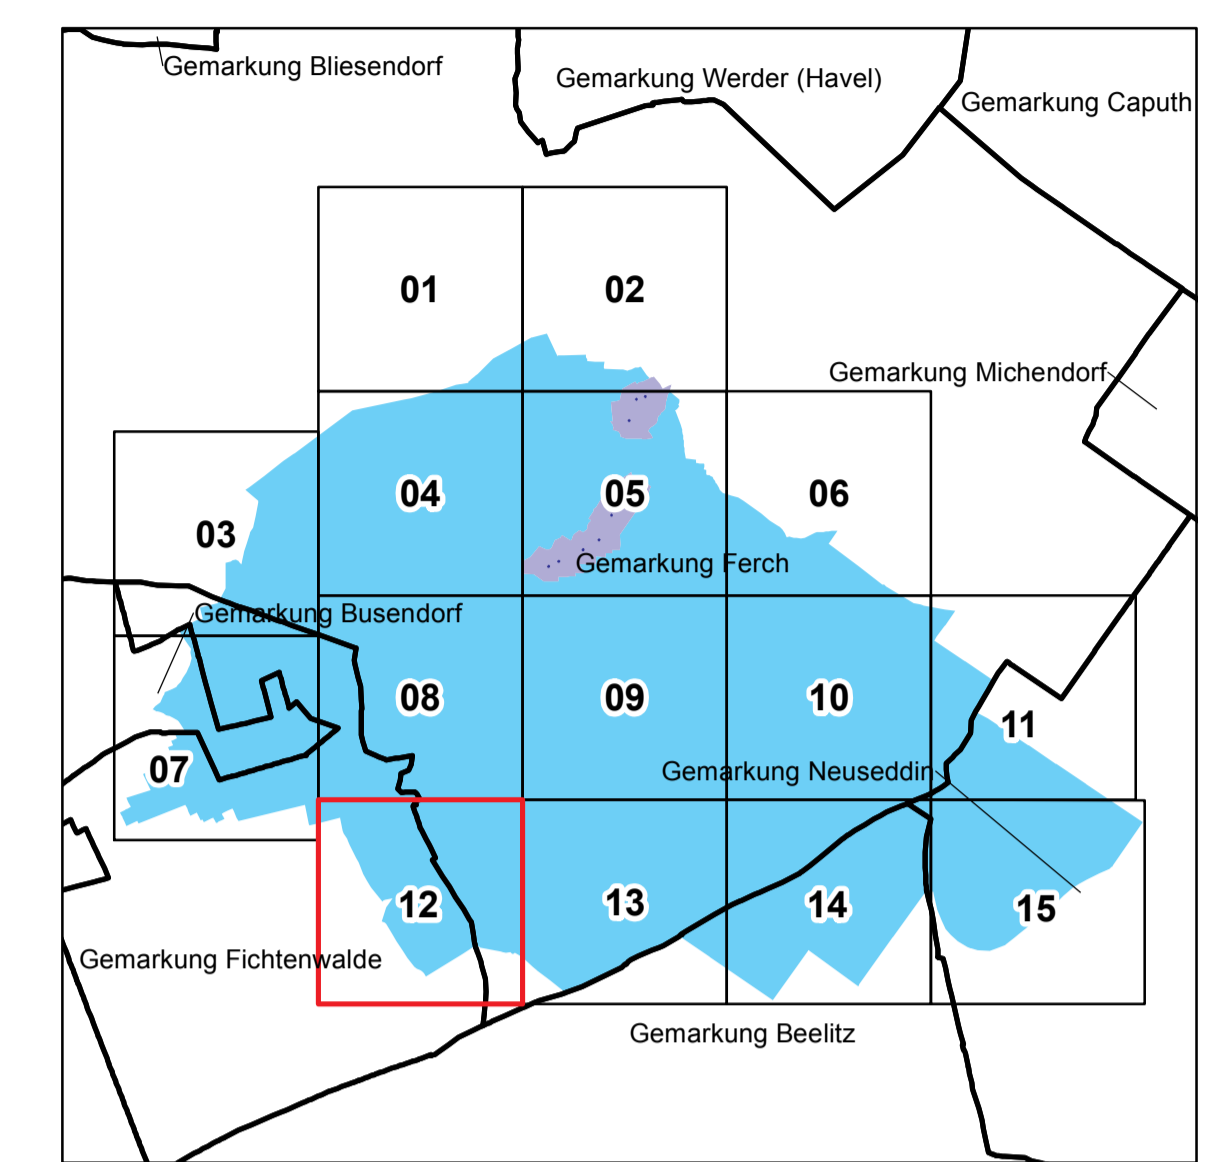 Gemarkung Bliesendorf
Gemarkung Werder (Havel)
Gemarkung Caputh
01
02
Gemarkung Michendorf
04
05
06
03
Gemarkung Ferch
Gemarkung Busendorf
08
09
10
11
07
Gemarkung Neuseddin
12
13
14
15
Gemarkung Fichtenwalde
Gemarkung Beelitz